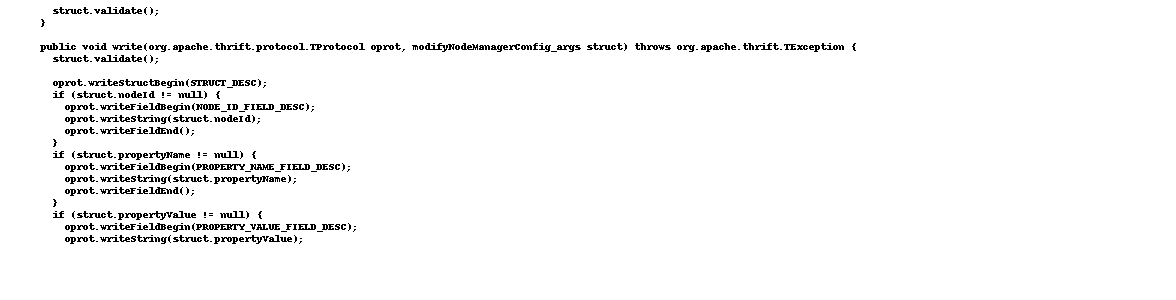 struct.validate();
}
public void write(org.apache.thrift.protocol.TProtocol oprot, modifyNodeManagerConfig_args struct) throws org.apache.thrift.TException {
struct.validate();
oprot.writeStructBegin(STRUCT_DESC);
if (struct.nodeId != null) {
oprot.writeFieldBegin(NODE_ID_FIELD_DESC);
oprot.writeString(struct.nodeId);
oprot.writeFieldEnd();
}
if (struct.propertyName != null) {
oprot.writeFieldBegin(PROPERTY_NAME_FIELD_DESC);
oprot.writeString(struct.propertyName);
oprot.writeFieldEnd();
}
if (struct.propertyValue != null) {
oprot.writeFieldBegin(PROPERTY_VALUE_FIELD_DESC);
oprot.writeString(struct.propertyValue);